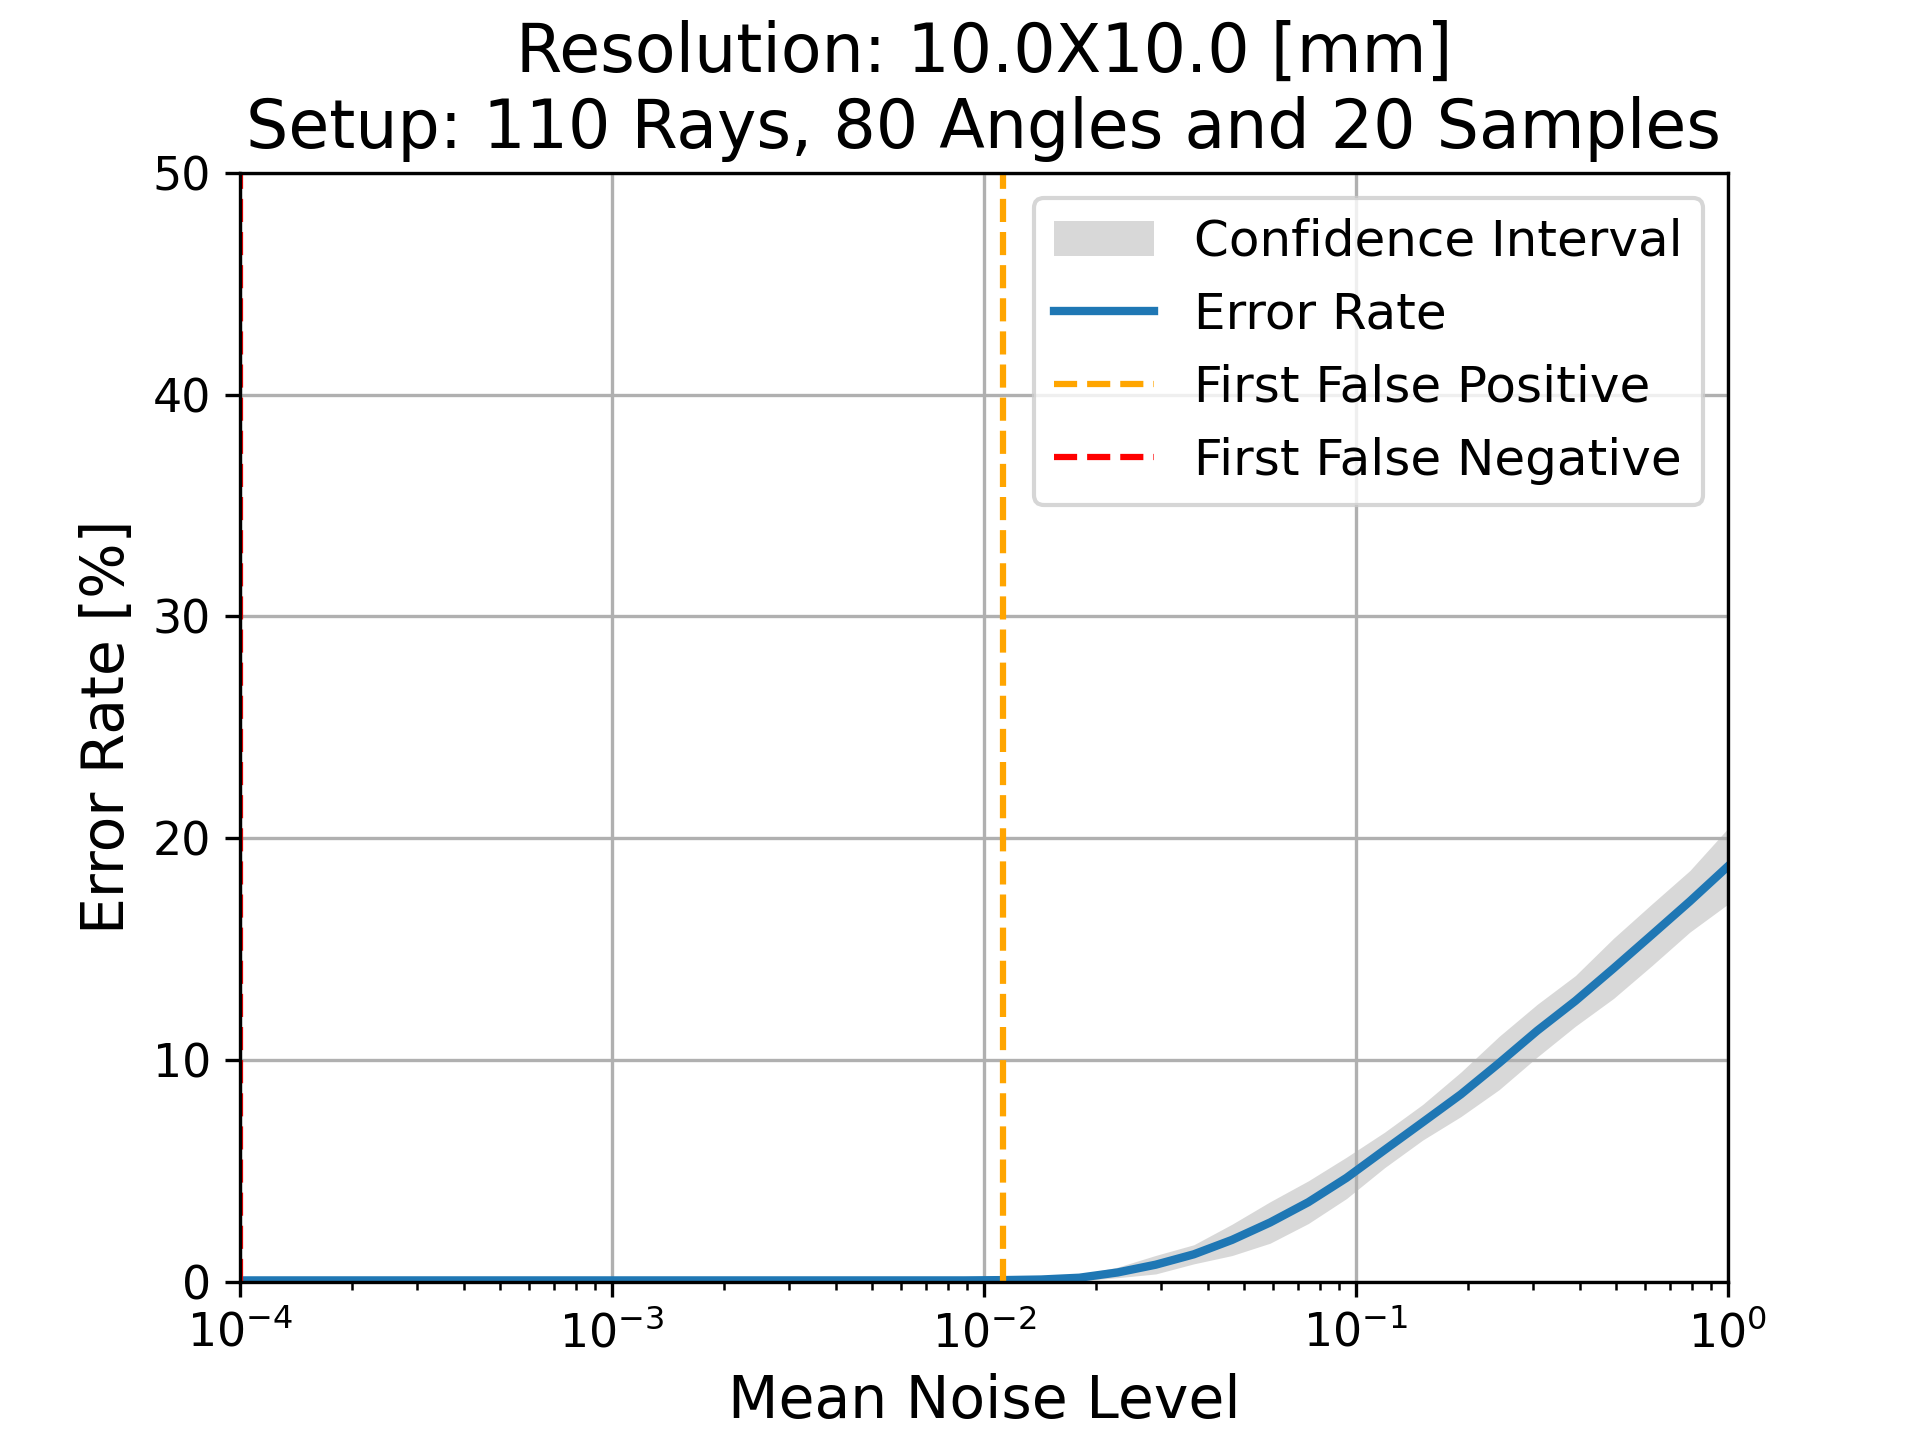 Resolution: 10.0X10.0 [mm]
Setup: 110 Rays, 80 Angles and 20 Samples
50
40
30
20
10
0
Error Rate [%]
Confidence Interval
Error Rate
First False Positive
First False Negative
10⁻⁴
10⁻³
10⁻²
10⁻¹
10⁰
Mean Noise Level